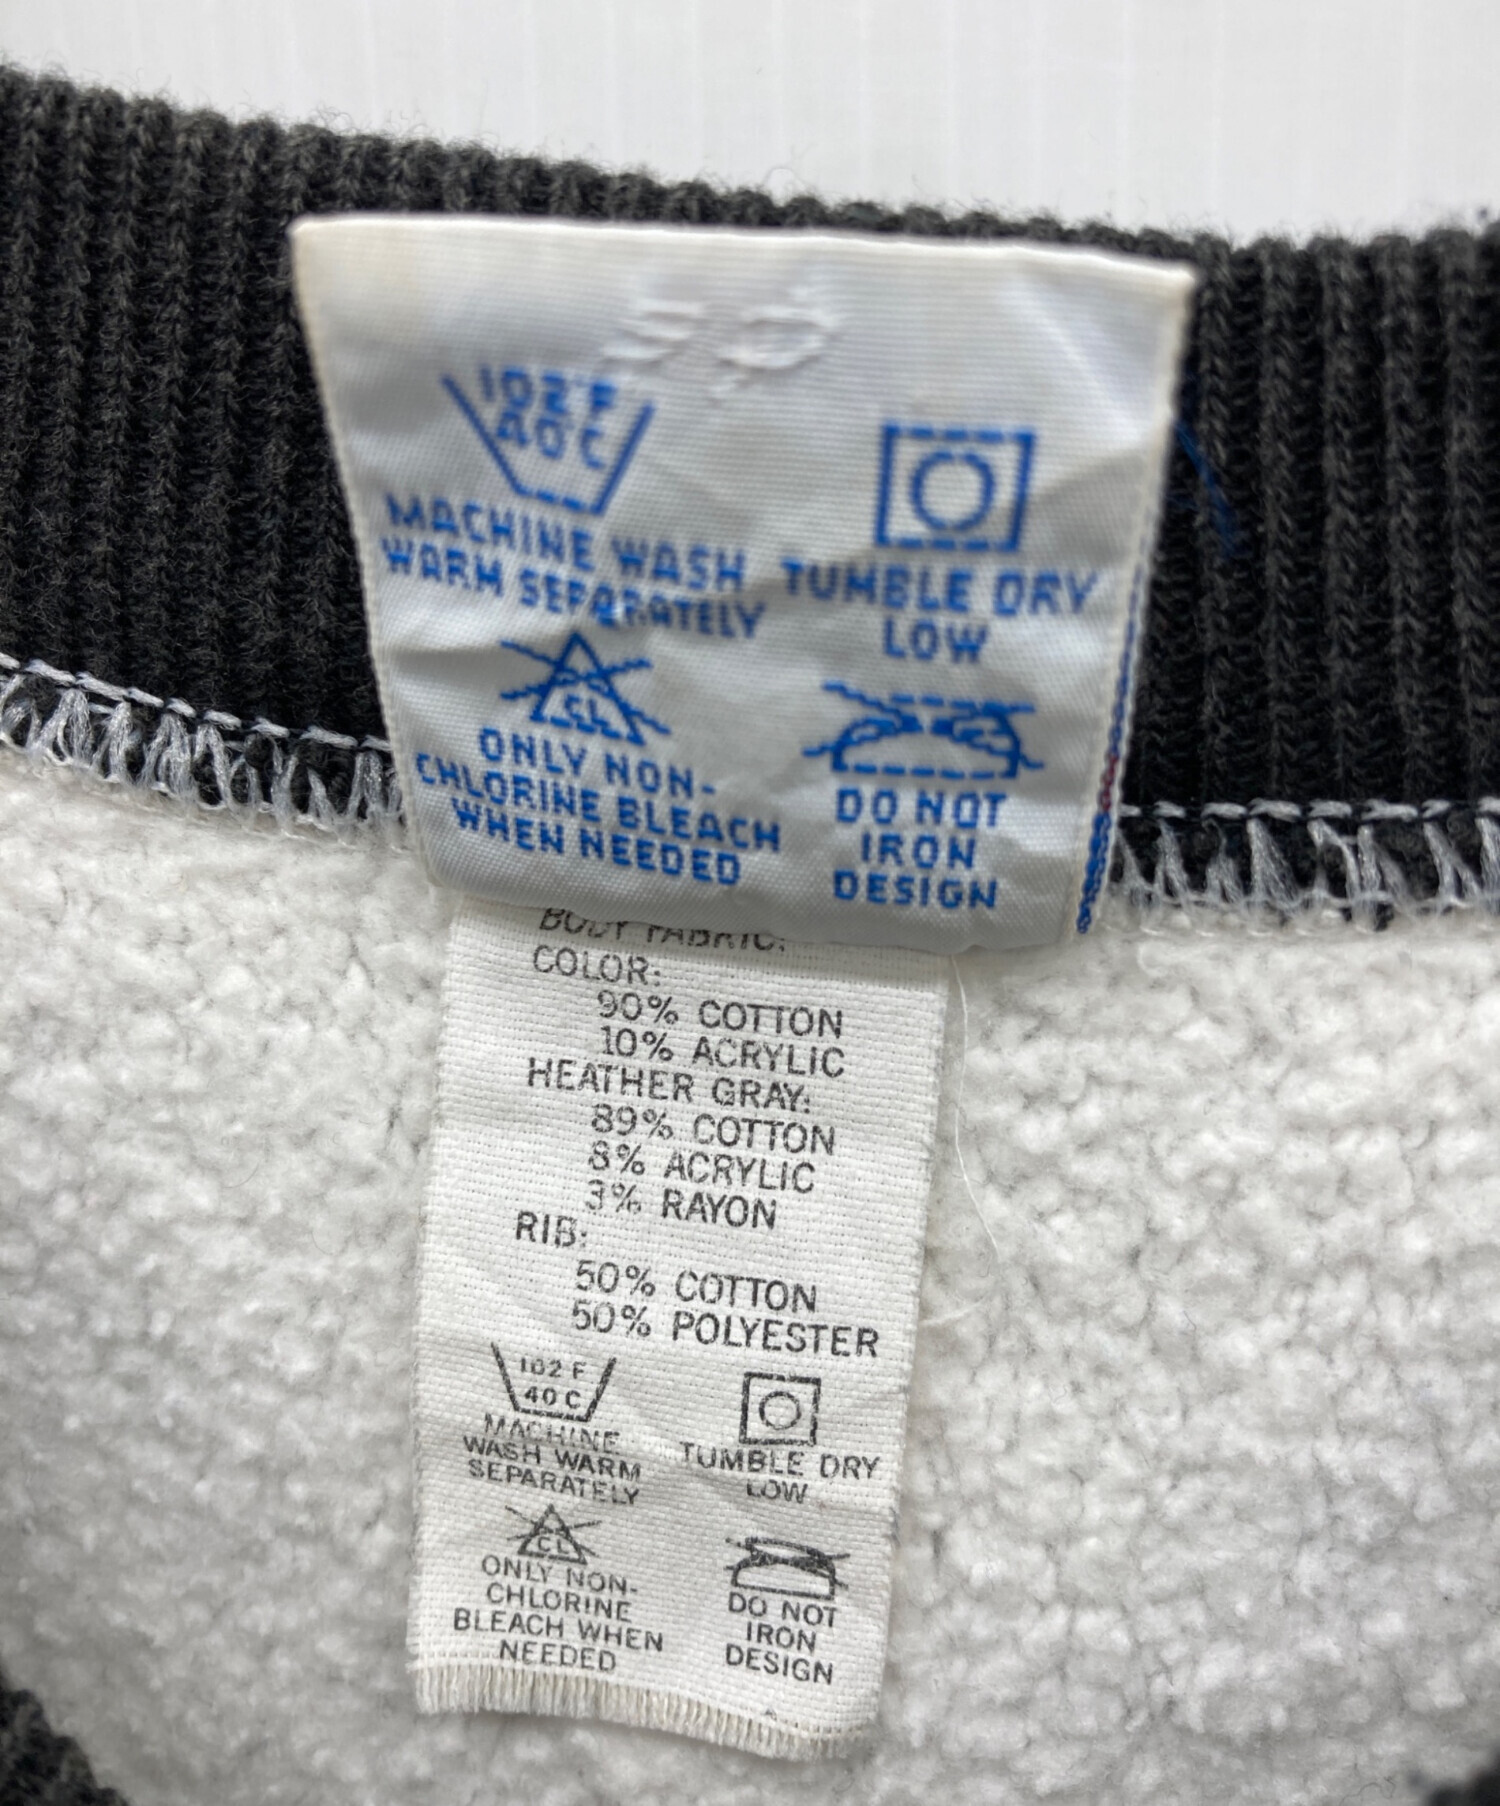 102°F
40°C
MACHINE WASH
WARM SEPARATELY
TUMBLE DRY
LOW
CL
ONLY NON-
CHLORINE BLEACH
WHEN NEEDED
DO NOT
IRON
DESIGN
BODY FABRIC:
COLOR:
90% COTTON
10% ACRYLIC
HEATHER GRAY:
89% COTTON
8% ACRYLIC
3% RAYON
RIB:
50% COTTON
50% POLYESTER
102 F
40 C
MACHINE
WASH WARM
SEPARATELY
TUMBLE DRY
LOW
CL
ONLY NON-
CHLORINE
BLEACH WHEN
NEEDED
DO NOT
IRON
DESIGN